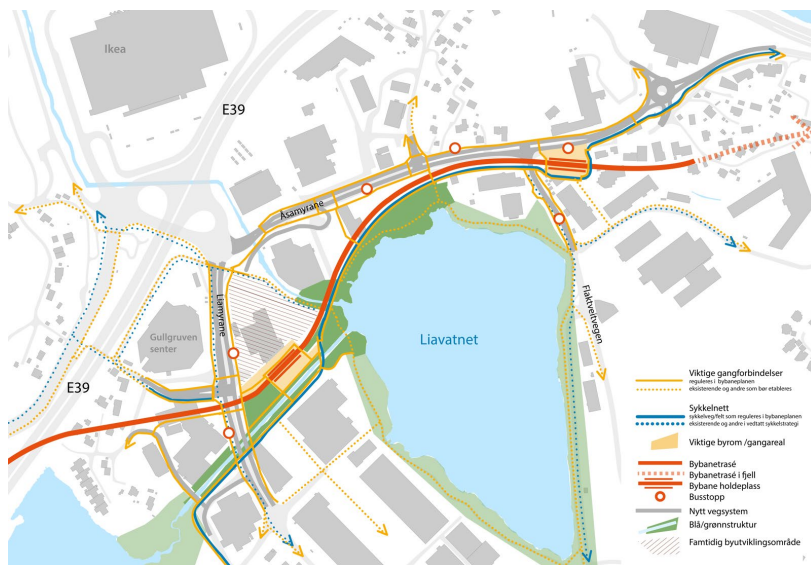 Ikea
E39
Åsamyrane
Liamyrane
Gullgruven
senter
E39
Liavatnet
Flaktveitvegen
Viktige gangforbindelser
reguleres i bybaneplanen
eksisterende og andre som bør etableres
Sykkelnett
sykkelveg/felt som reguleres i bybaneplanen
eksisterende og andre i vedtatt sykkelstrategi
Viktige byrom /gangareal
Bybanetrasé
Bybanetrasé i fjell
Bybane holdeplass
Busstopp
Nytt vegsystem
Blå/grønnstruktur
Famtidig byutviklingsområde